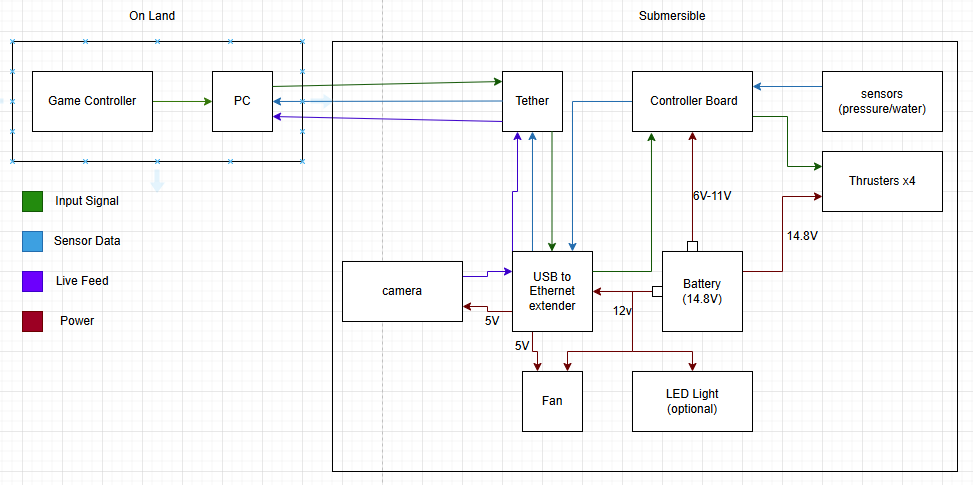 On Land
Submersible
Game Controller
PC
Tether
Controller Board
sensors
(pressure/water)
Thrusters x4
Input Signal
6V-11V
Sensor Data
14.8V
Live Feed
camera
USB to
Ethernet
extender
Battery
(14.8V)
Power
5V
12v
5V
Fan
LED Light
(optional)